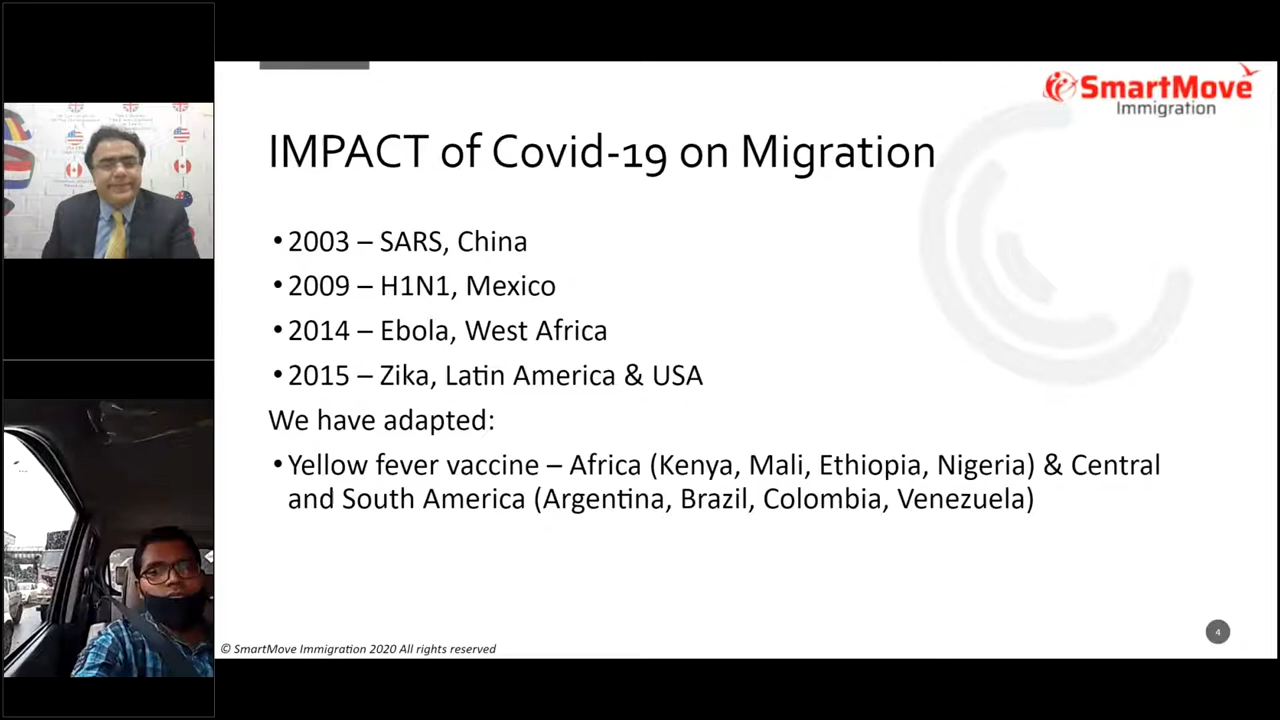 SmartMove
Immigration
IMPACT of Covid-19 on Migration
•2003 – SARS, China
•2009 – H1N1, Mexico
•2014 – Ebola, West Africa
•2015 – Zika, Latin America & USA
We have adapted:
•Yellow fever vaccine – Africa (Kenya, Mali, Ethiopia, Nigeria) & Central
and South America (Argentina, Brazil, Colombia, Venezuela)
4
© SmartMove Immigration 2020 All rights reserved